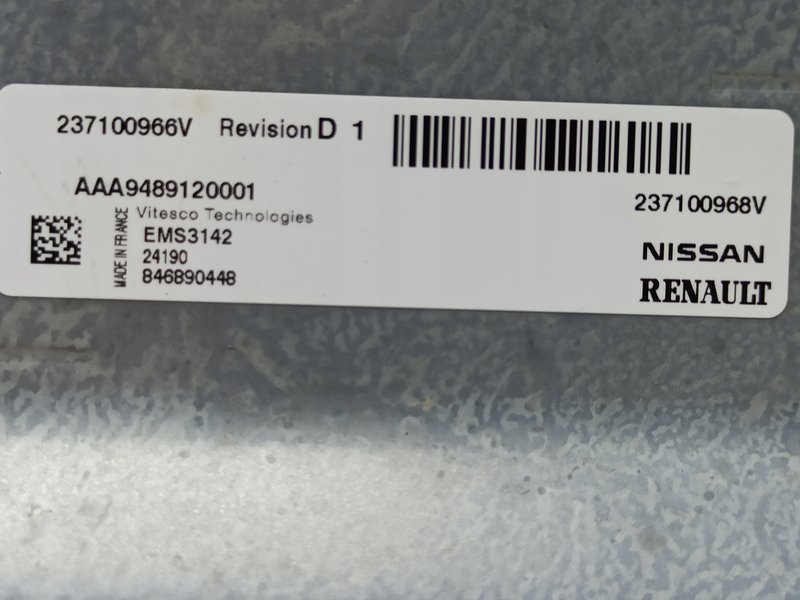 237100966V Revision D 1
AAA9489120001
237100968V
MADE IN FRANCE
Vitesco Technologies
EMS3142
24190
846890448
NISSAN
RENAULT